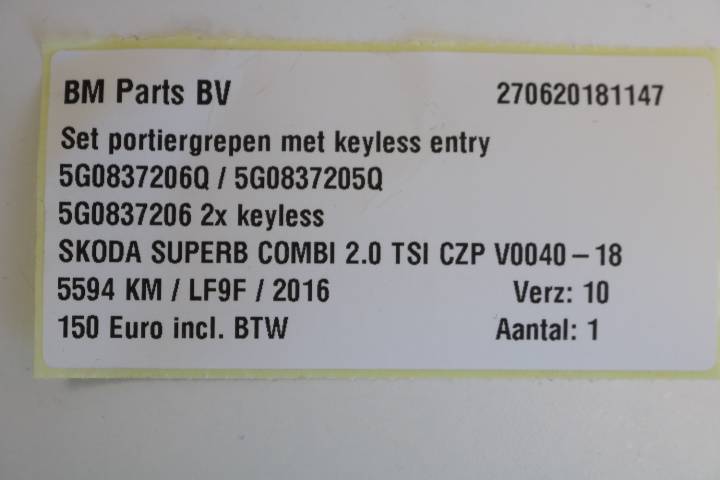 BM Parts BV 270620181147
Set portiergrepen met keyless entry
5G0837206Q / 5G0837205Q
5G0837206 2x keyless
SKODA SUPERB COMBI 2.0 TSI CZP V0040-18
5594 KM / LF9F / 2016 Verz: 10
150 Euro incl. BTW Aantal: 1